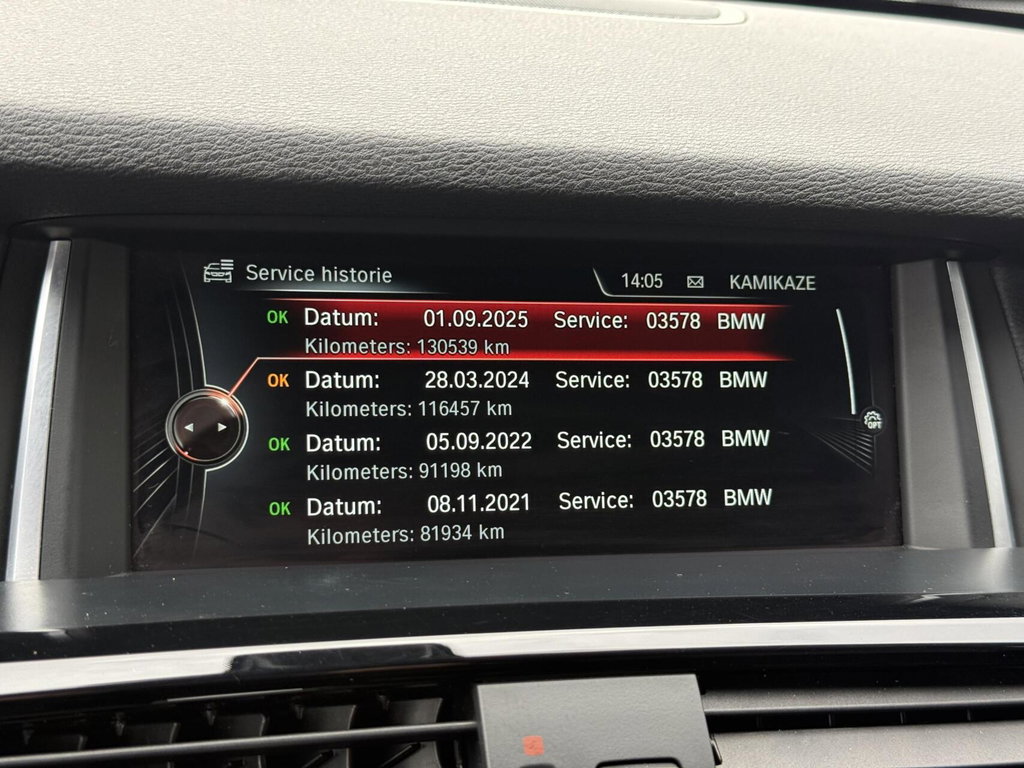 Service historie 14:05 KAMIKAZE
OK Datum: 01.09.2025 Service: 03578 BMW
Kilometers: 130539 km
OK Datum: 28.03.2024 Service: 03578 BMW
Kilometers: 116457 km
OK Datum: 05.09.2022 Service: 03578 BMW
Kilometers: 91198 km
OPT
OK Datum: 08.11.2021 Service: 03578 BMW
Kilometers: 81934 km